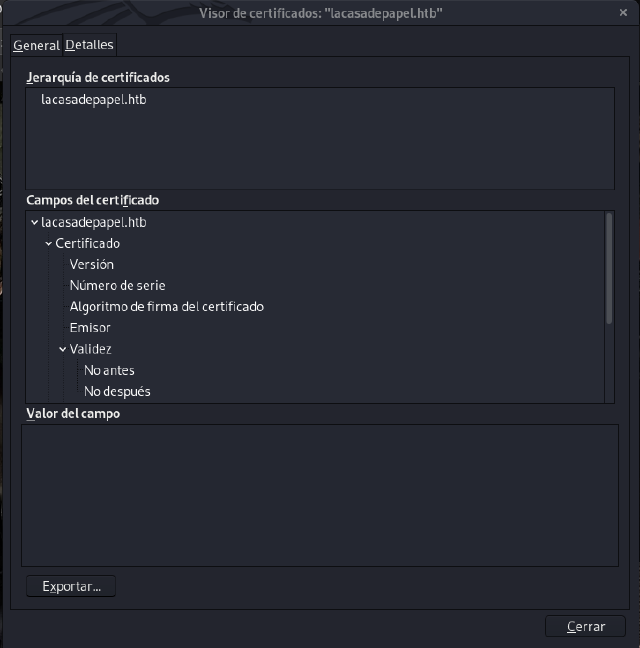 Visor de certificados: "lacasadepapel.htb"
×
General Detalles
Jerarquía de certificados
lacasadepapel.htb
Campos del certificado
lacasadepapel.htb
Certificado
Versión
Número de serie
Algoritmo de firma del certificado
Emisor
Validez
No antes
No después
Valor del campo
Exportar...
Cerrar